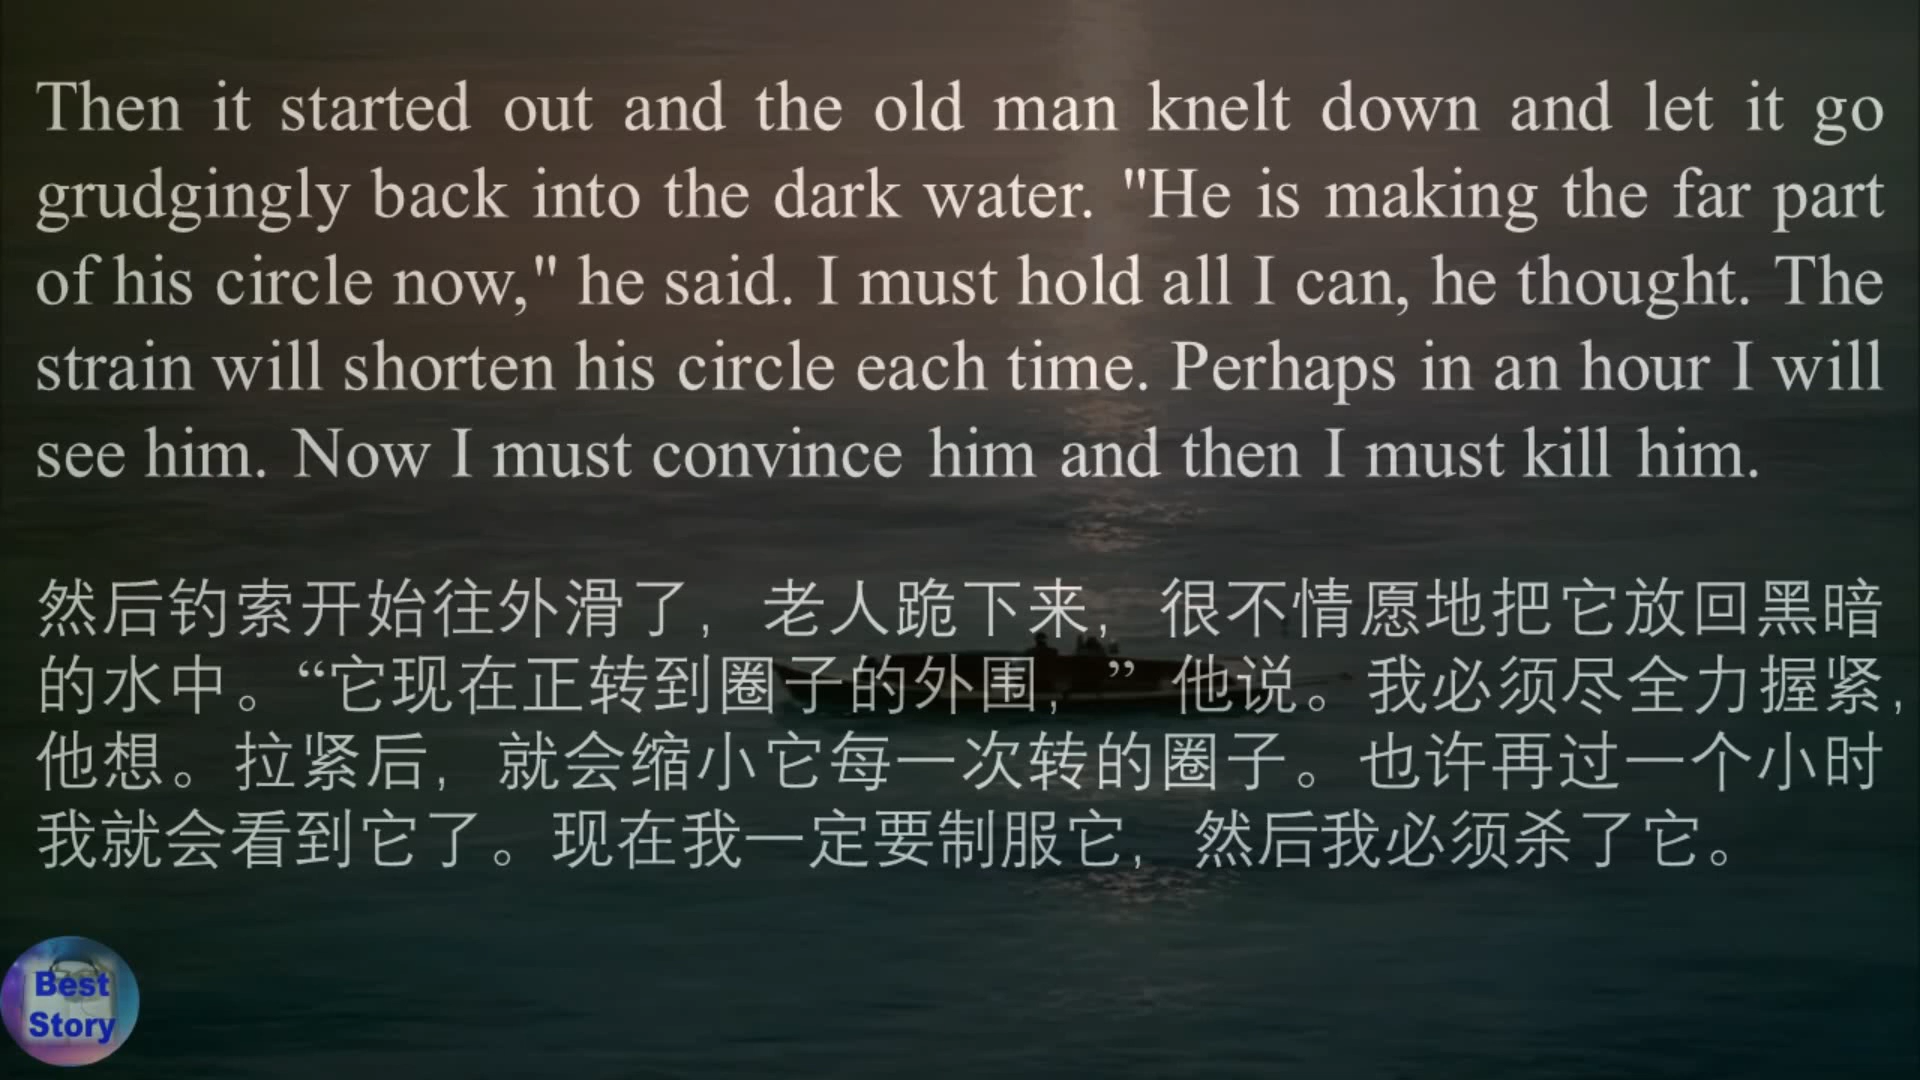 Then it started out and the old man knelt down and let it go
grudgingly back into the dark water. "He is making the far part
of his circle now," he said. I must hold all I can, he thought. The
strain will shorten his circle each time. Perhaps in an hour I will
see him. Now I must convince him and then I must kill him.
然后钓索开始往外滑了，老人跪下来，很不情愿地把它放回黑暗
的水中。“它现在正转到圈子的外围，”他说。我必须尽全力握紧，
他想。拉紧后，就会缩小它每一次转的圈子。也许再过一个小时
我就会看到它了。现在我一定要制服它，然后我必须杀了它。
Best
Story